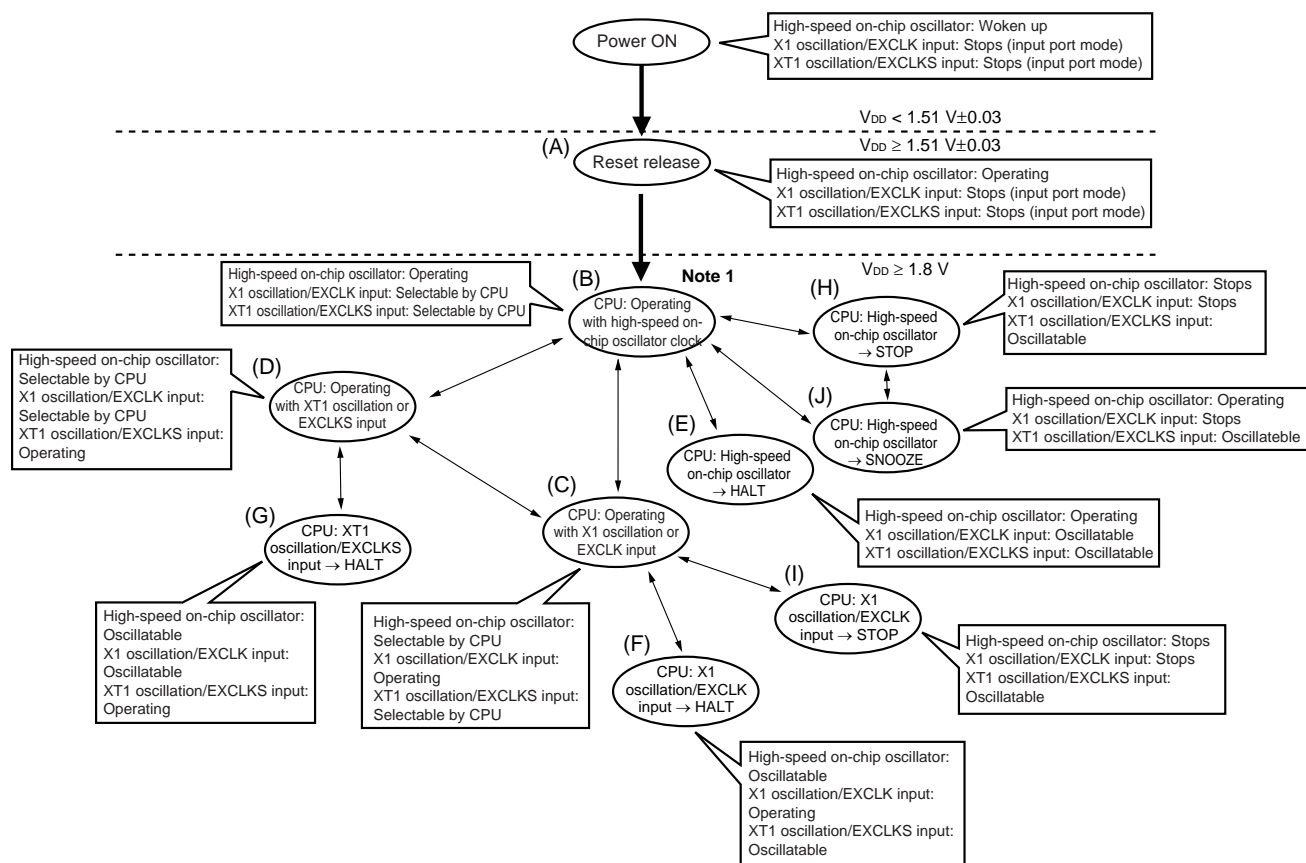 Power ON
High-speed on-chip oscillator: Woken up
X1 oscillation/EXCLK input: Stops (input port mode)
XT1 oscillation/EXCLKS input: Stops (input port mode)
VDD < 1.51 V±0.03
VDD ≥ 1.51 V±0.03
(A)
Reset release
High-speed on-chip oscillator: Operating
X1 oscillation/EXCLK input: Stops (input port mode)
XT1 oscillation/EXCLKS input: Stops (input port mode)
VDD ≥ 1.8 V
Note 1
High-speed on-chip oscillator: Operating
X1 oscillation/EXCLK input: Selectable by CPU
XT1 oscillation/EXCLKS input: Selectable by CPU
(B)
CPU: Operating
with high-speed on-
chip oscillator clock
(H)
CPU: High-speed
on-chip oscillator
→ STOP
High-speed on-chip oscillator: Stops
X1 oscillation/EXCLK input: Stops
XT1 oscillation/EXCLKS input:
Oscillatable
High-speed on-chip oscillator:
Selectable by CPU
X1 oscillation/EXCLK input:
Selectable by CPU
XT1 oscillation/EXCLKS input:
Operating
(D)
CPU: Operating
with XT1 oscillation or
EXCLKS input
(J)
CPU: High-speed
on-chip oscillator
→ SNOOZE
High-speed on-chip oscillator: Operating
X1 oscillation/EXCLK input: Stops
XT1 oscillation/EXCLKS input: Oscillateble
(E)
CPU: High-speed
on-chip oscillator
→ HALT
High-speed on-chip oscillator: Operating
X1 oscillation/EXCLK input: Oscillatable
XT1 oscillation/EXCLKS input: Oscillatable
(C)
CPU: Operating
with X1 oscillation or
EXCLK input
(G)
CPU: XT1
oscillation/EXCLKS
input → HALT
High-speed on-chip oscillator:
Oscillatable
X1 oscillation/EXCLK input:
Oscillatable
XT1 oscillation/EXCLKS input:
Operating
High-speed on-chip oscillator:
Selectable by CPU
X1 oscillation/EXCLK input:
Operating
XT1 oscillation/EXCLKS input:
Selectable by CPU
(I)
CPU: X1
oscillation/EXCLK
input → STOP
High-speed on-chip oscillator: Stops
X1 oscillation/EXCLK input: Stops
XT1 oscillation/EXCLKS input:
Oscillatable
(F)
CPU: X1
oscillation/EXCLK
input → HALT
High-speed on-chip oscillator:
Oscillatable
X1 oscillation/EXCLK input:
Operating
XT1 oscillation/EXCLKS input:
Oscillatable